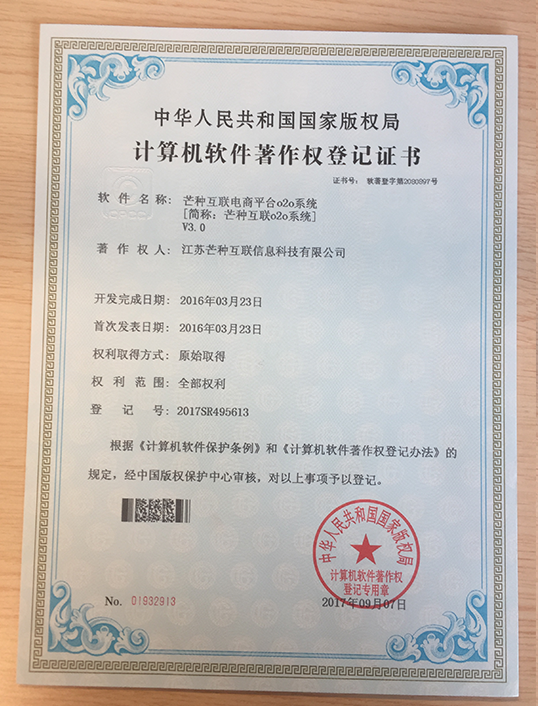 中华人民共和国国家版权局
计算机软件著作权登记证书
证书号： 软著登字第2080897号
软件名称： 芒种互联电商平台o2o系统
[简称：芒种互联o2o系统]
V3.0
著作权人： 江苏芒种互联信息科技有限公司
开发完成日期： 2016年03月23日
首次发表日期： 2016年03月23日
权利取得方式： 原始取得
权利范围： 全部权利
登记号： 2017SR495613
根据《计算机软件保护条例》和《计算机软件著作权登记办法》的
规定，经中国版权保护中心审核，对以上事项予以登记。
中华人民共和国国家版权局
计算机软件著作权
登记专用章
No. 01932913
2017年09月07日